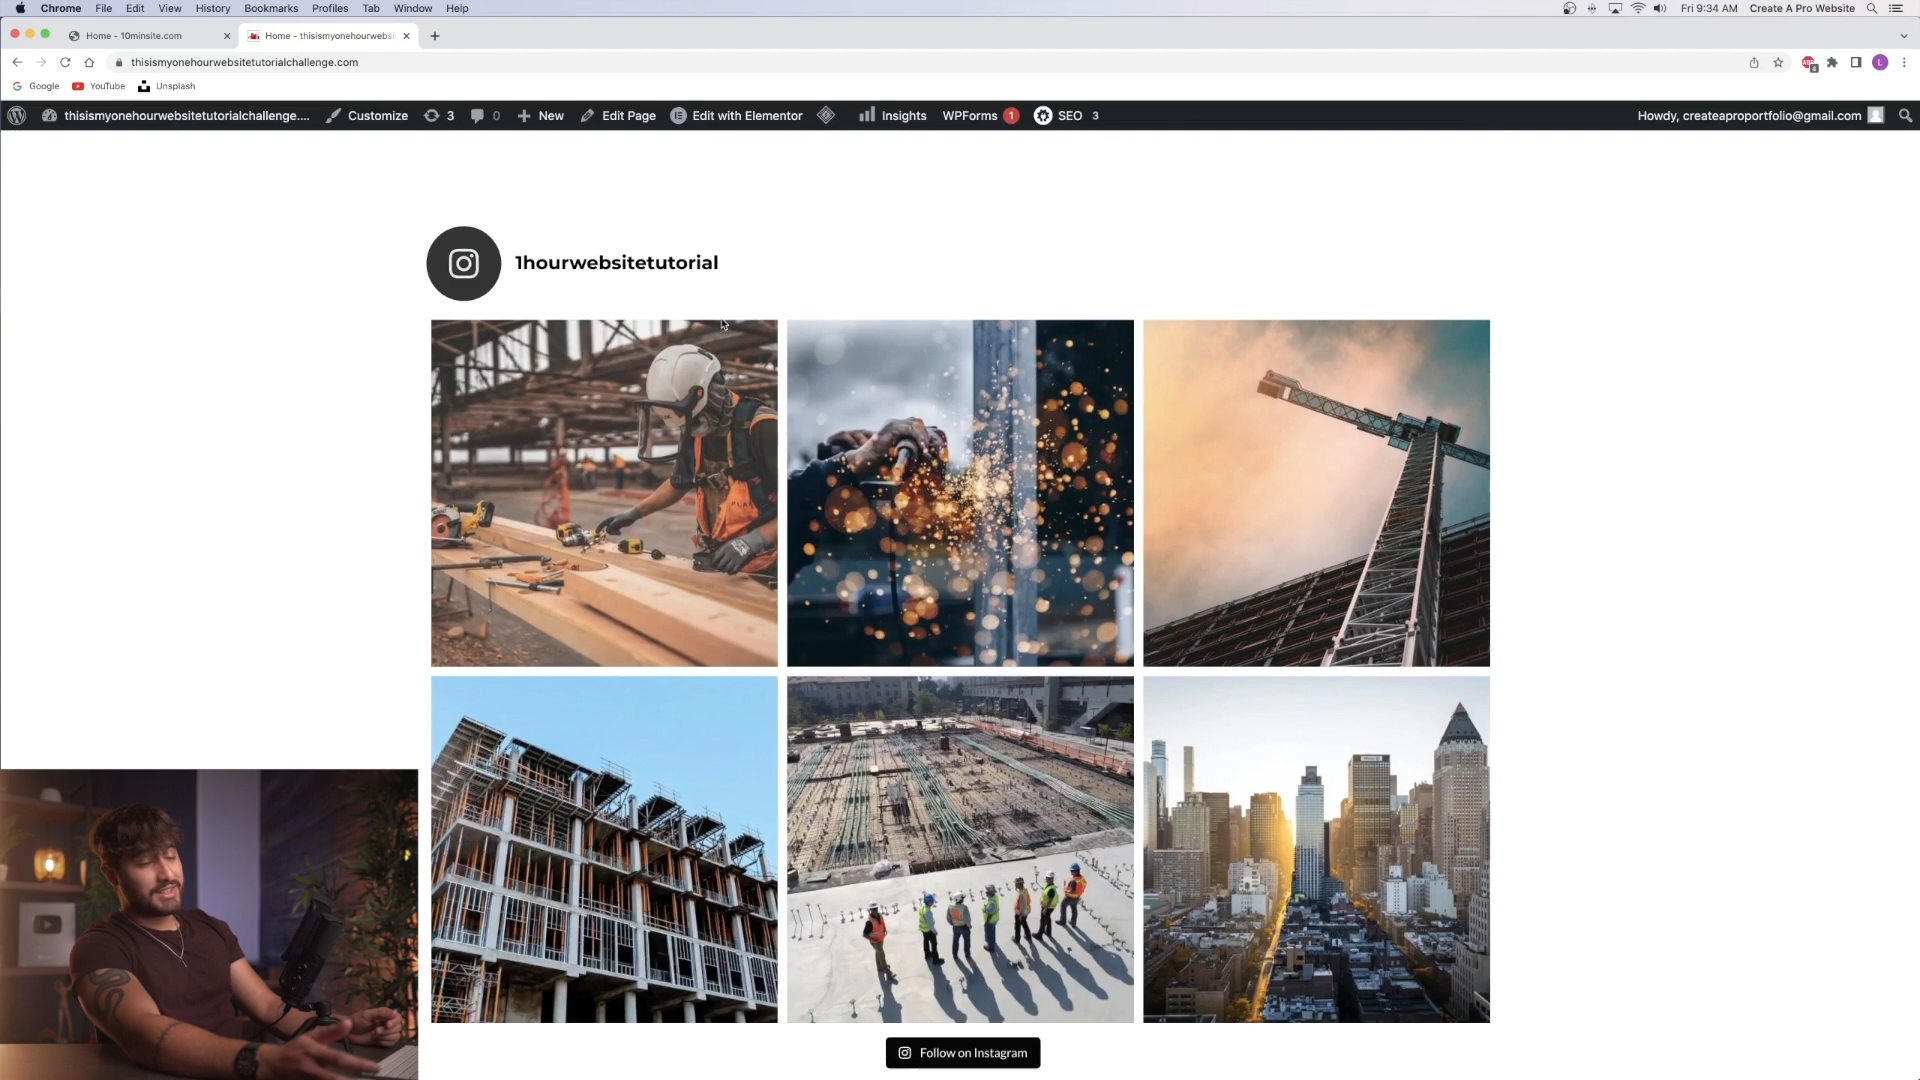 Chrome File Edit View History Bookmarks Profiles Tab Window Help
Fri 9:34 AM Create A Pro Website
Home - 10minsite.com
Home - thisismyonehourwebsi
thisismyonehourwebsitetutorialchallenge.com
Google YouTube Unsplash
thisismyonehourwebsitetutorialchallenge.... Customize 3 0 New Edit Page Edit with Elementor Insights WPForms 1 SEO 3
Howdy, createaproportfolio@gmail.com
1hourwebsitetutorial
Follow on Instagram